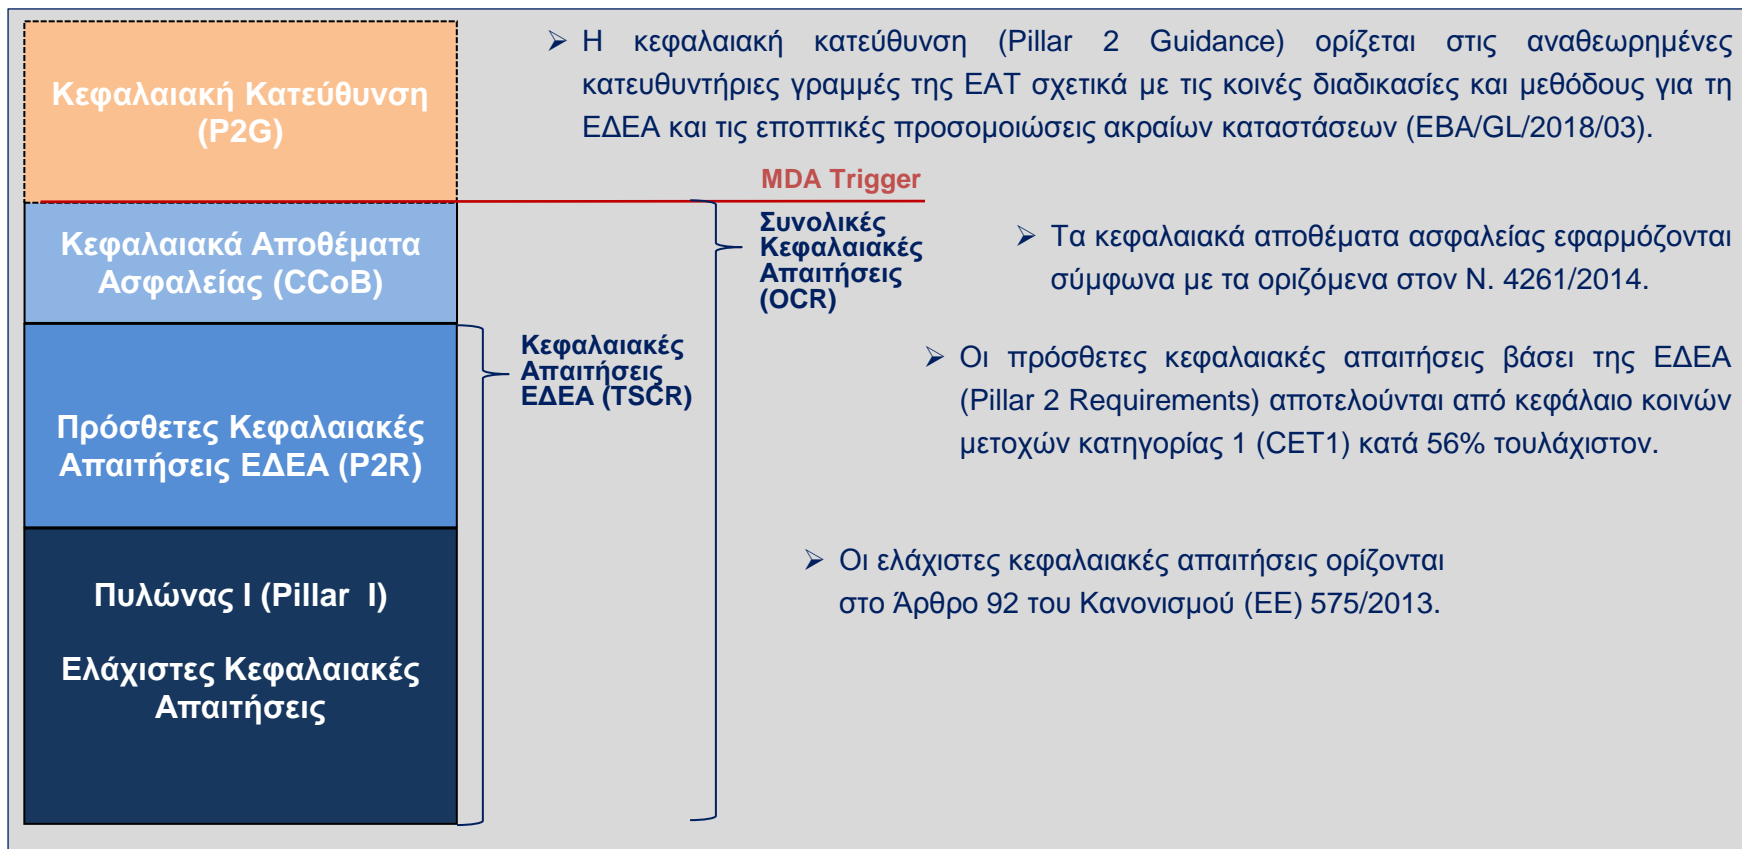 Κεφαλαιακή Κατεύθυνση
(P2G)
➢ Η κεφαλαιακή κατεύθυνση (Pillar 2 Guidance) ορίζεται στις αναθεωρημένες
κατευθυντήριες γραμμές της ΕΑΤ σχετικά με τις κοινές διαδικασίες και μεθόδους για τη
ΕΔΕΑ και τις εποπτικές προσομοιώσεις ακραίων καταστάσεων (EBA/GL/2018/03).
MDA Trigger
Κεφαλαιακά Αποθέματα
Ασφαλείας (CCoB)
Συνολικές
Κεφαλαιακές
Απαιτήσεις
(OCR)
➢ Τα κεφαλαιακά αποθέματα ασφαλείας εφαρμόζονται
σύμφωνα με τα οριζόμενα στον Ν. 4261/2014.
Κεφαλαιακές
Απαιτήσεις
ΕΔΕΑ (TSCR)
➢ Οι πρόσθετες κεφαλαιακές απαιτήσεις βάσει της ΕΔΕΑ
(Pillar 2 Requirements) αποτελούνται από κεφάλαιο κοινών
μετοχών κατηγορίας 1 (CET1) κατά 56% τουλάχιστον.
Πρόσθετες Κεφαλαιακές
Απαιτήσεις ΕΔΕΑ (P2R)
Πυλώνας Ι (Pillar I)
Ελάχιστες Κεφαλαιακές
Απαιτήσεις
➢ Οι ελάχιστες κεφαλαιακές απαιτήσεις ορίζονται
στο Άρθρο 92 του Κανονισμού (ΕΕ) 575/2013.